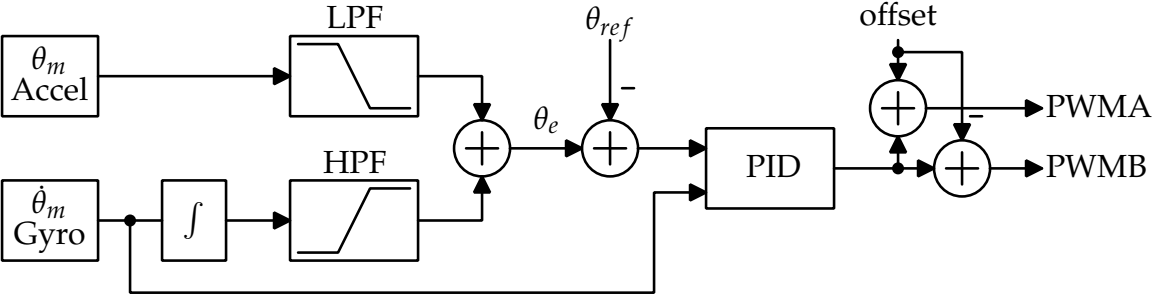 LPF
θ_ref
offset
θ_m
Accel
−
θ_e
−
PWMA
HPF
PID
PWMB
θ̇_m
Gyro
∫